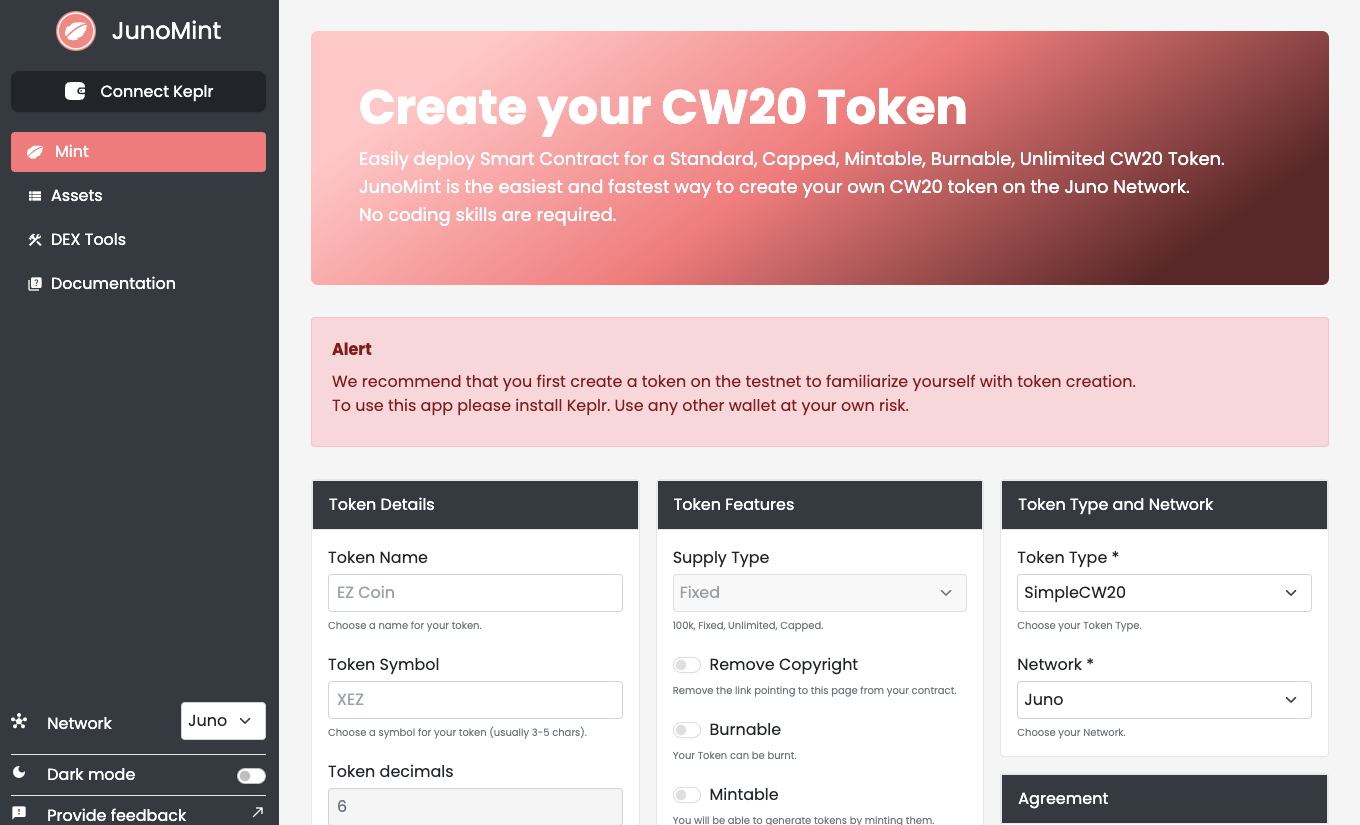 JunoMint
Connect Keplr
Mint
Assets
DEX Tools
Documentation
Network
Juno
Dark mode
Provide feedback
Create your CW20 Token
Easily deploy Smart Contract for a Standard, Capped, Mintable, Burnable, Unlimited CW20 Token.
JunoMint is the easiest and fastest way to create your own CW20 token on the Juno Network.
No coding skills are required.
Alert
We recommend that you first create a token on the testnet to familiarize yourself with token creation.
To use this app please install Keplr. Use any other wallet at your own risk.
Token Details
Token Name
EZ Coin
Choose a name for your token.
Token Symbol
XEZ
Choose a symbol for your token (usually 3-5 chars).
Token decimals
6
Token Features
Supply Type
Fixed
100k, Fixed, Unlimited, Capped.
Remove Copyright
Remove the link pointing to this page from your contract.
Burnable
Your Token can be burnt.
Mintable
You will be able to generate tokens by minting them.
Token Type and Network
Token Type *
SimpleCW20
Choose your Token Type.
Network *
Juno
Choose your Network.
Agreement